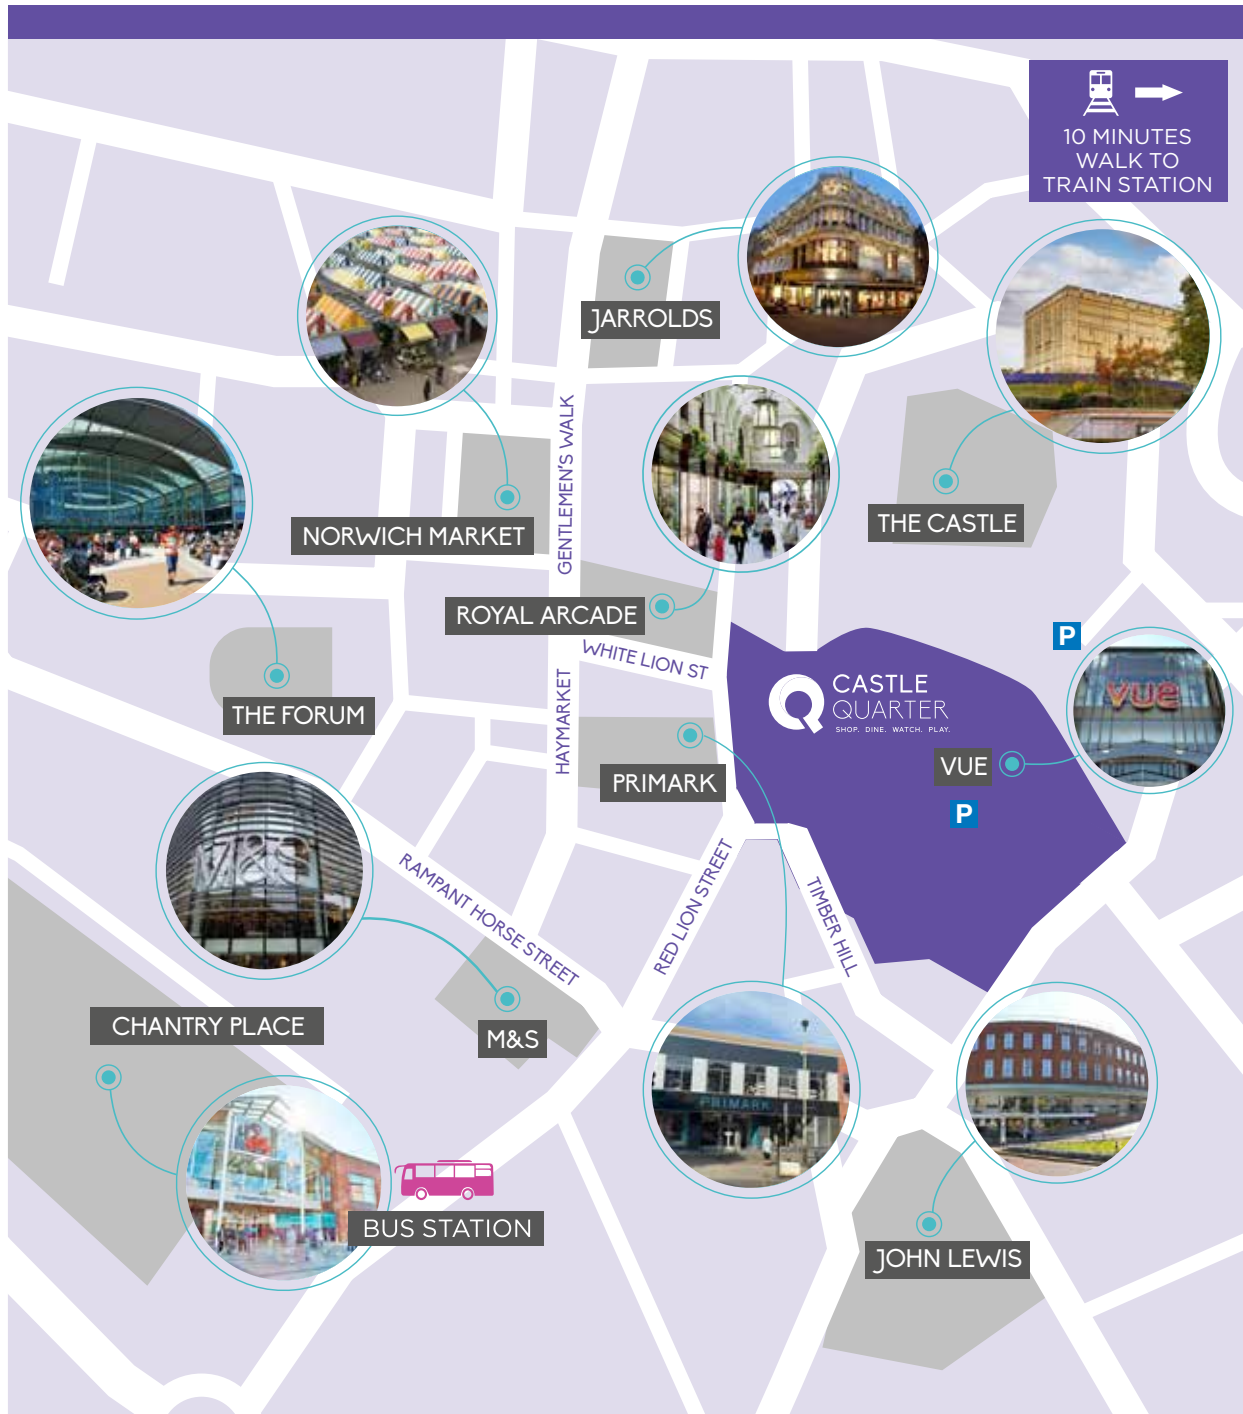 10 MINUTES
WALK TO
TRAIN STATION
JARROLDS
GENTLEMEN'S WALK
NORWICH MARKET
THE CASTLE
ROYAL ARCADE
WHITE LION ST
P
VUE
CASTLE
QUARTER
SHOP. DINE. WATCH. PLAY.
THE FORUM
HAYMARKET
VUE
PRIMARK
P
M&S
RAMPANT HORSE STREET
RED LION STREET
TIMBER HILL
CHANTRY PLACE
M&S
PRIMARK
BUS STATION
JOHN LEWIS